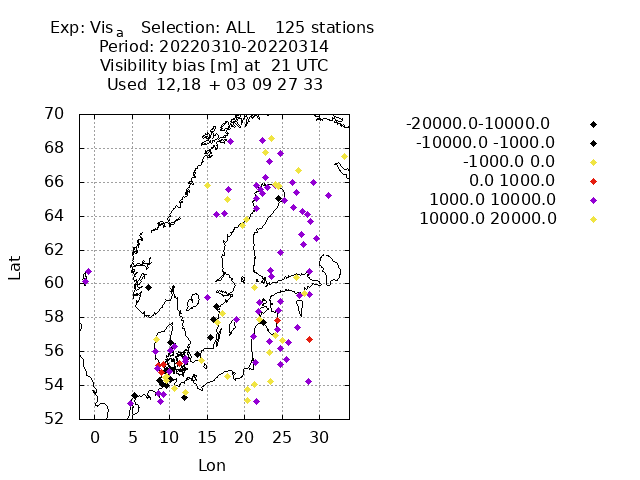 Exp: Vis a Selection: ALL 125 stations
Period: 20220310-20220314
Visibility bias [m] at 21 UTC
Used 12,18 + 03 09 27 33
-20000.0-10000.0
-10000.0 -1000.0
-1000.0 0.0
0.0 1000.0
1000.0 10000.0
10000.0 20000.0
70
68
66
64
62
60
58
56
54
52
Lat
0 5 10 15 20 25 30
Lon